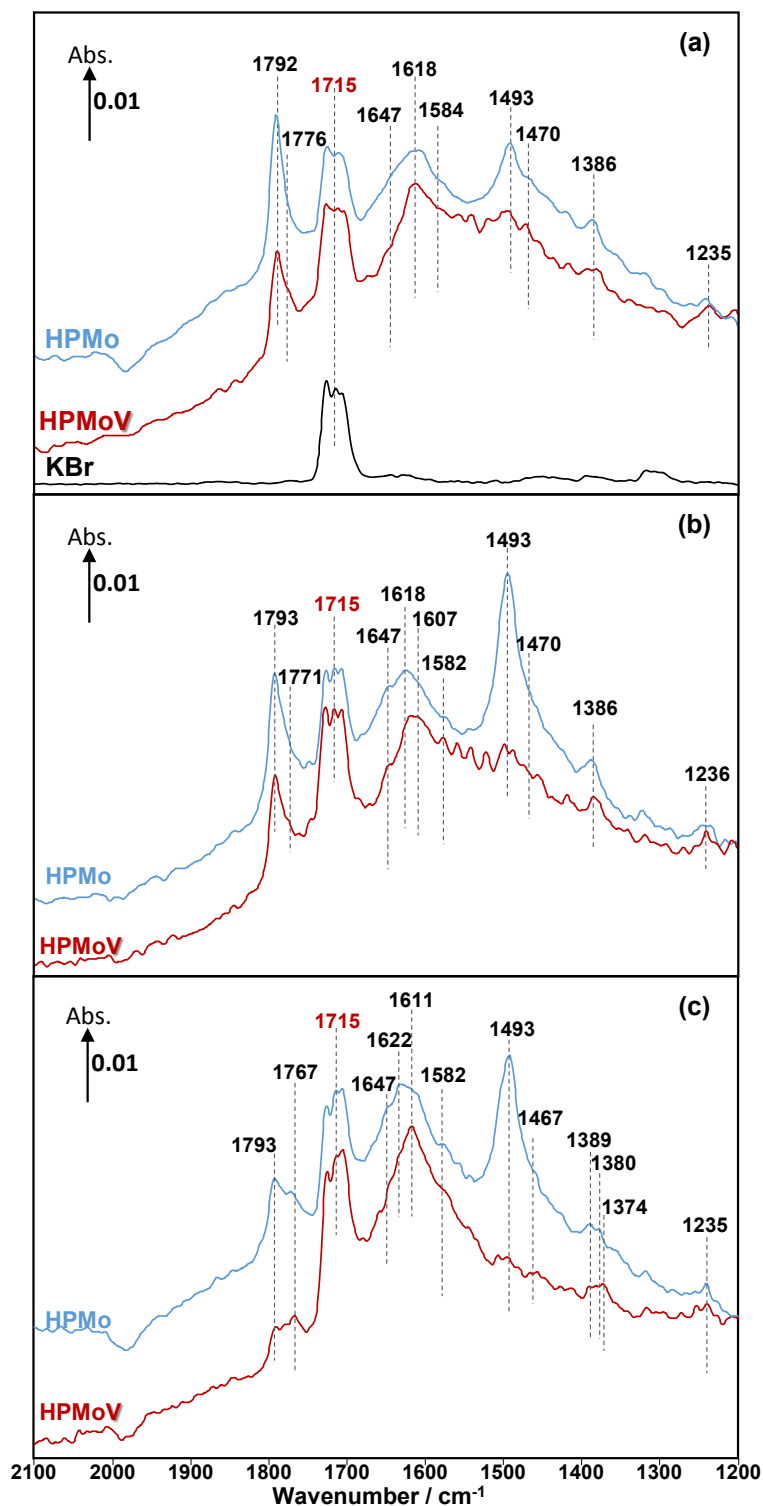 (a)
Abs.
0.01
1792
1776
1715
1647
1618
1584
1493
1470
1386
1235
HPMo
HPMoV
KBr
(b)
Abs.
0.01
1793
1771
1715
1647
1618
1607
1582
1493
1470
1386
1236
HPMo
HPMoV
(c)
Abs.
0.01
1793
1767
1715
1647
1622
1611
1582
1493
1467
1389
1380
1374
1235
HPMo
HPMoV
2100 2000 1900 1800 1700 1600 1500 1400 1300 1200
Wavenumber / cm⁻¹